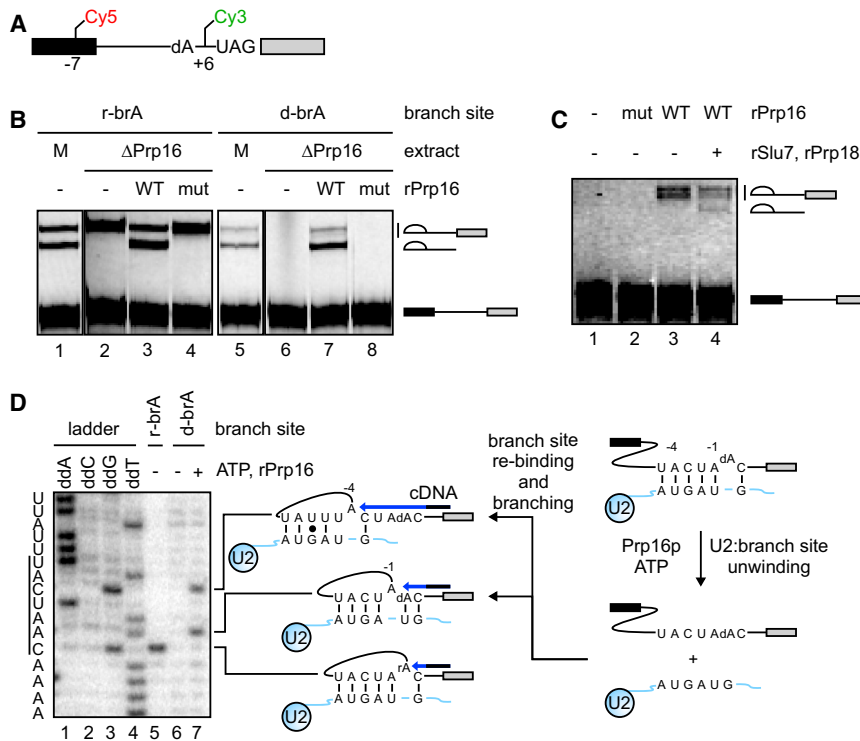 A
Cy5
Cy3
dA
UAG
-7
+6
B
r-brA
d-brA
branch site
M
ΔPrp16
M
ΔPrp16
extract
-
-
WT
mut
-
-
WT
mut
rPrp16
1
2
3
4
5
6
7
8
C
-
mut
WT
WT
rPrp16
-
-
-
+
rSlu7, rPrp18
1
2
3
4
D
ladder
r-brA
d-brA
branch site
ddA
ddC
ddG
ddT
-
-
+
ATP, rPrp16
U
U
A
U
U
U
A
C
U
A
A
C
A
A
A
A
1
2
3
4
5
6
7
-4
cDNA
A
U A U U U
C U A dA C
A U G A U
G
U2
-1
A
U A C U
dA C
A U G A
U G
U2
rA
U A C U A
C
A U G A U
G
U2
branch site
re-binding
and
branching
-4
-1
dA
U A C U A
C
A U G A U
G
U2
Prp16p
ATP
U2:branch site
unwinding
U A C U A dA C
+
A U G A U G
U2